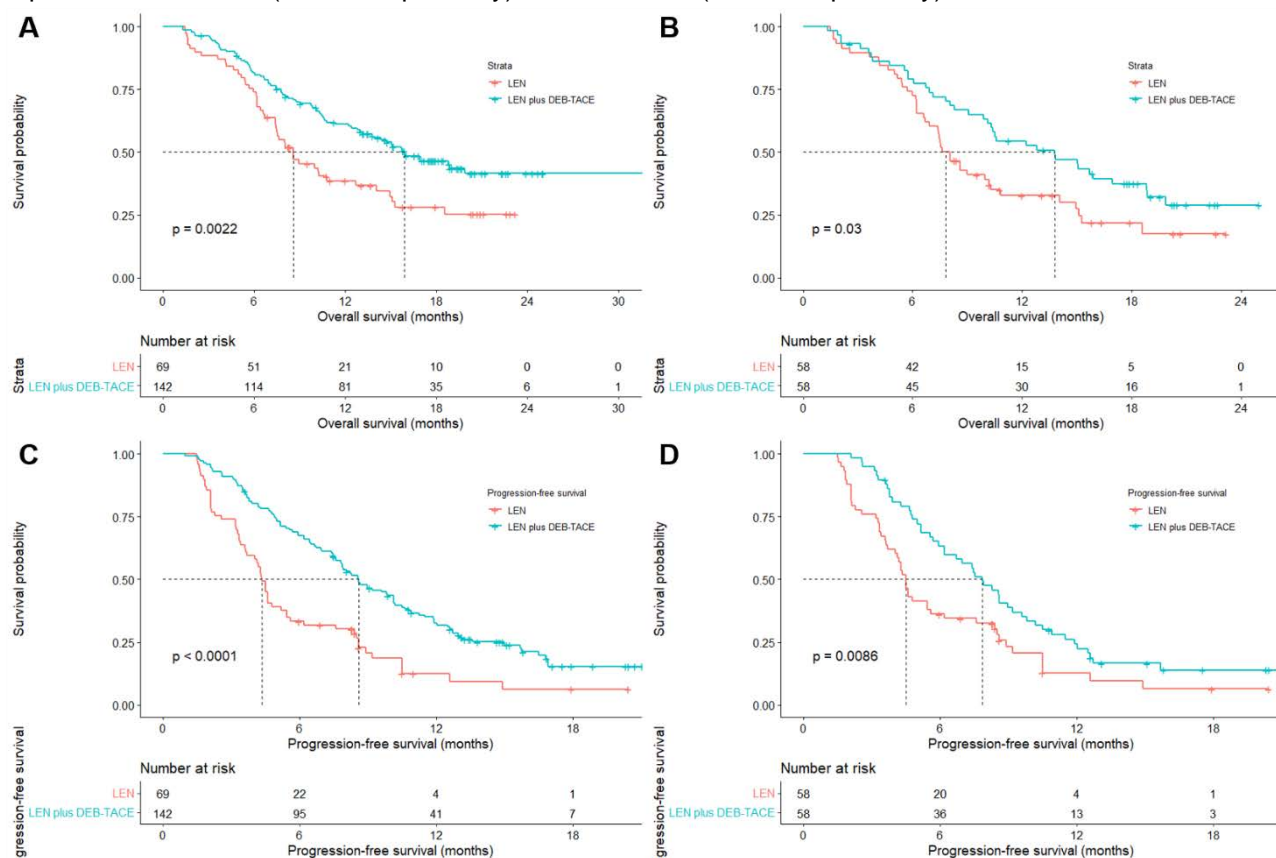 A
1.00
0.75
0.50
0.25
0.00
Survival probability
Strata
LEN
LEN plus DEB-TACE
p = 0.0022
0 6 12 18 24 30
Overall survival (months)
Number at risk
Strata
LEN 69 51 21 10 0 0
LEN plus DEB-TACE 142 114 81 35 6 1
0 6 12 18 24 30
Overall survival (months)
B
1.00
0.75
0.50
0.25
0.00
Survival probability
Strata
LEN
LEN plus DEB-TACE
p = 0.03
0 6 12 18 24
Overall survival (months)
Number at risk
Strata
LEN 58 42 15 5 0
LEN plus DEB-TACE 58 45 30 16 1
0 6 12 18 24
Overall survival (months)
C
1.00
0.75
0.50
0.25
0.00
Survival probability
Progression-free survival
LEN
LEN plus DEB-TACE
p < 0.0001
0 6 12 18
Progression-free survival (months)
Number at risk
gression-free survival
LEN 69 22 4 1
LEN plus DEB-TACE 142 95 41 7
0 6 12 18
Progression-free survival (months)
D
1.00
0.75
0.50
0.25
0.00
Survival probability
Progression-free survival
LEN
LEN plus DEB-TACE
p = 0.0086
0 6 12 18
Progression-free survival (months)
Number at risk
gression-free survival
LEN 58 20 4 1
LEN plus DEB-TACE 58 36 13 3
0 6 12 18
Progression-free survival (months)